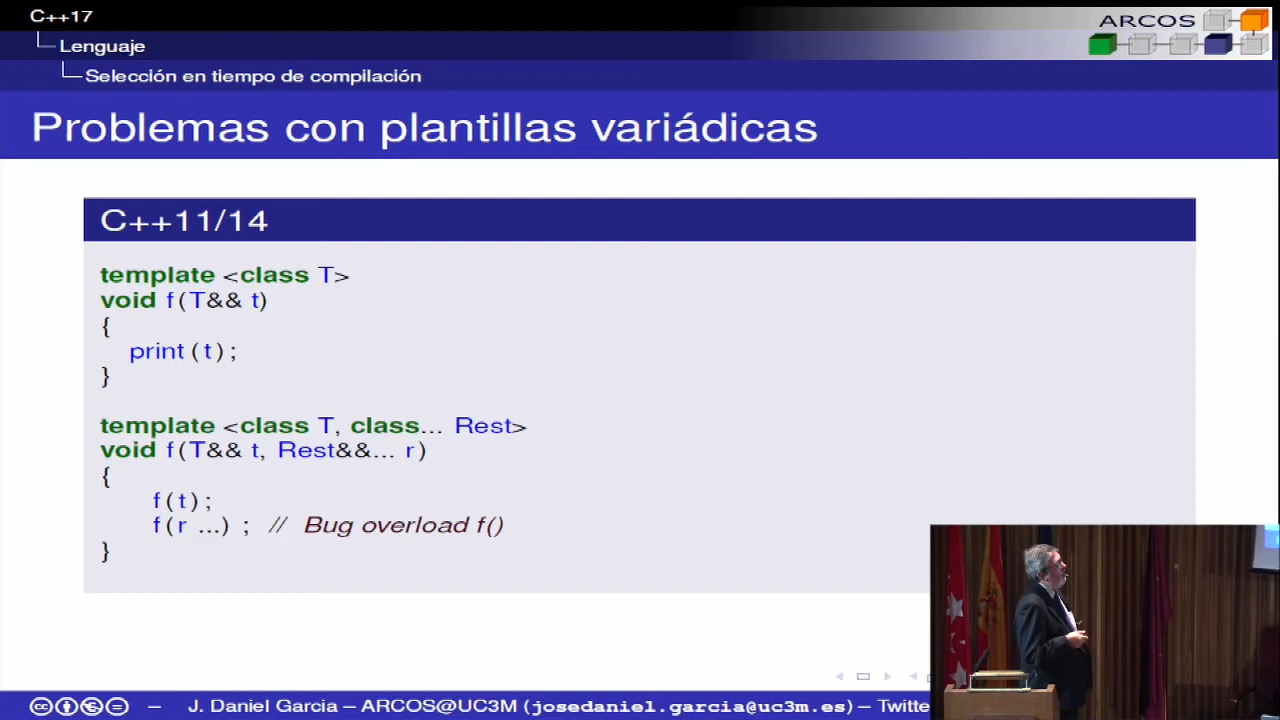 C++17
ARCOS
Lenguaje
Selección en tiempo de compilación
Problemas con plantillas variádicas
C++11/14
template <class T>
void f(T&& t)
{
print(t);
}
template <class T, class... Rest>
void f(T&& t, Rest&&... r)
{
f(t);
f(r ...) ; // Bug overload f()
}
– J. Daniel Garcia – ARCOS@UC3M (josedaniel.garcia@uc3m.es) – Twitte